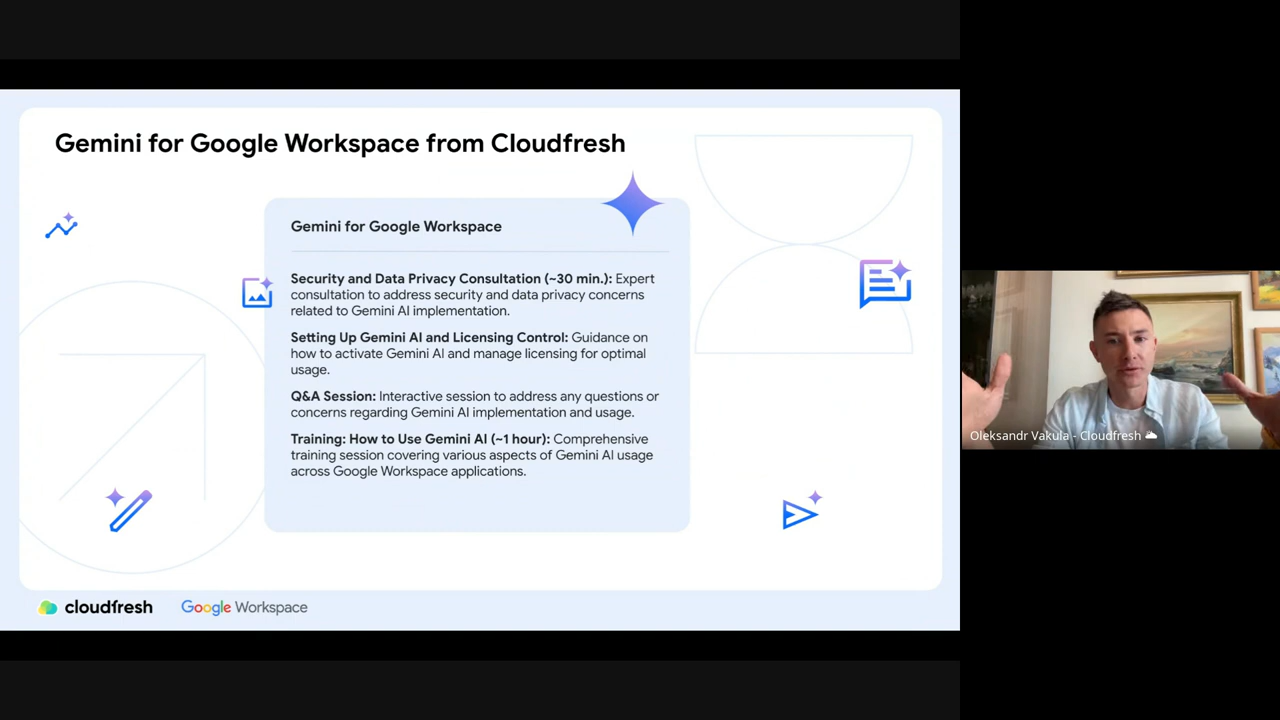 Gemini for Google Workspace from Cloudfresh
Gemini for Google Workspace
Security and Data Privacy Consultation (~30 min.): Expert
consultation to address security and data privacy concerns
related to Gemini AI implementation.
Setting Up Gemini AI and Licensing Control: Guidance on
how to activate Gemini AI and manage licensing for optimal
usage.
Q&A Session: Interactive session to address any questions or
concerns regarding Gemini AI implementation and usage.
Training: How to Use Gemini AI (~1 hour): Comprehensive
training session covering various aspects of Gemini AI usage
across Google Workspace applications.
cloudfresh
Google Workspace
Oleksandr Vakula - Cloudfresh 🌥️